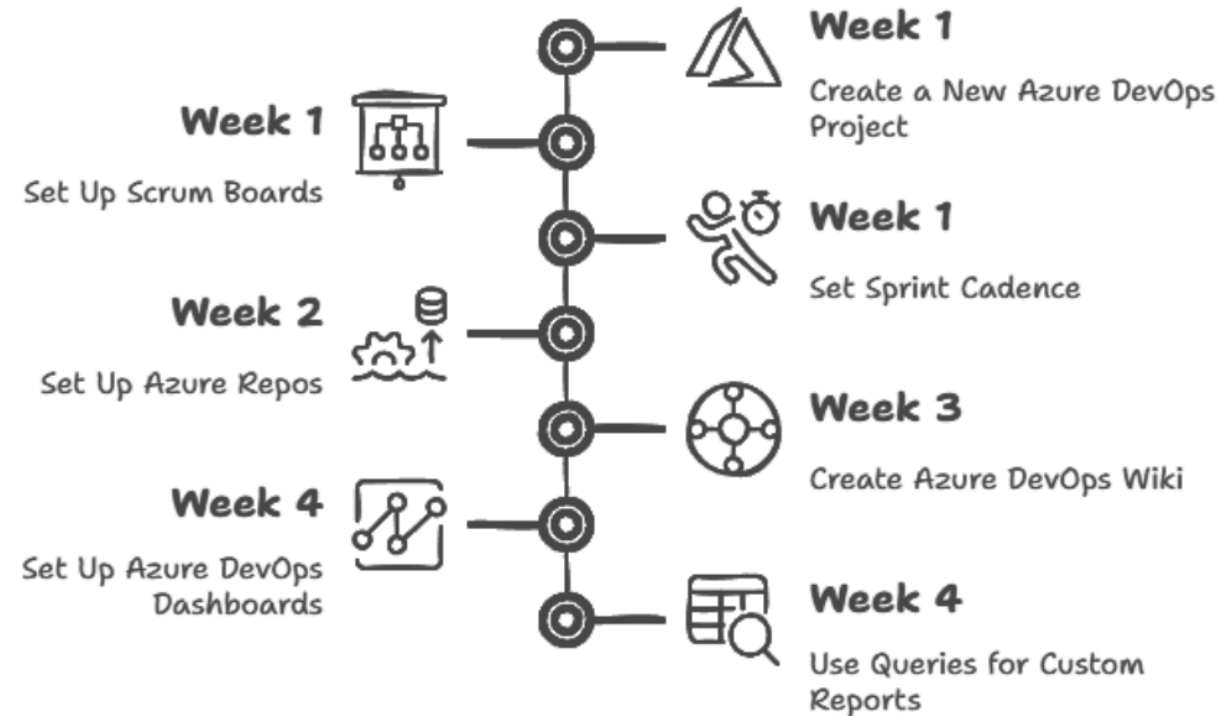 Week 1
Create a New Azure DevOps
Project
Week 1
Set Up Scrum Boards
Week 1
Set Sprint Cadence
Week 2
Set Up Azure Repos
Week 3
Create Azure DevOps Wiki
Week 4
Set Up Azure DevOps
Dashboards
Week 4
Use Queries for Custom
Reports